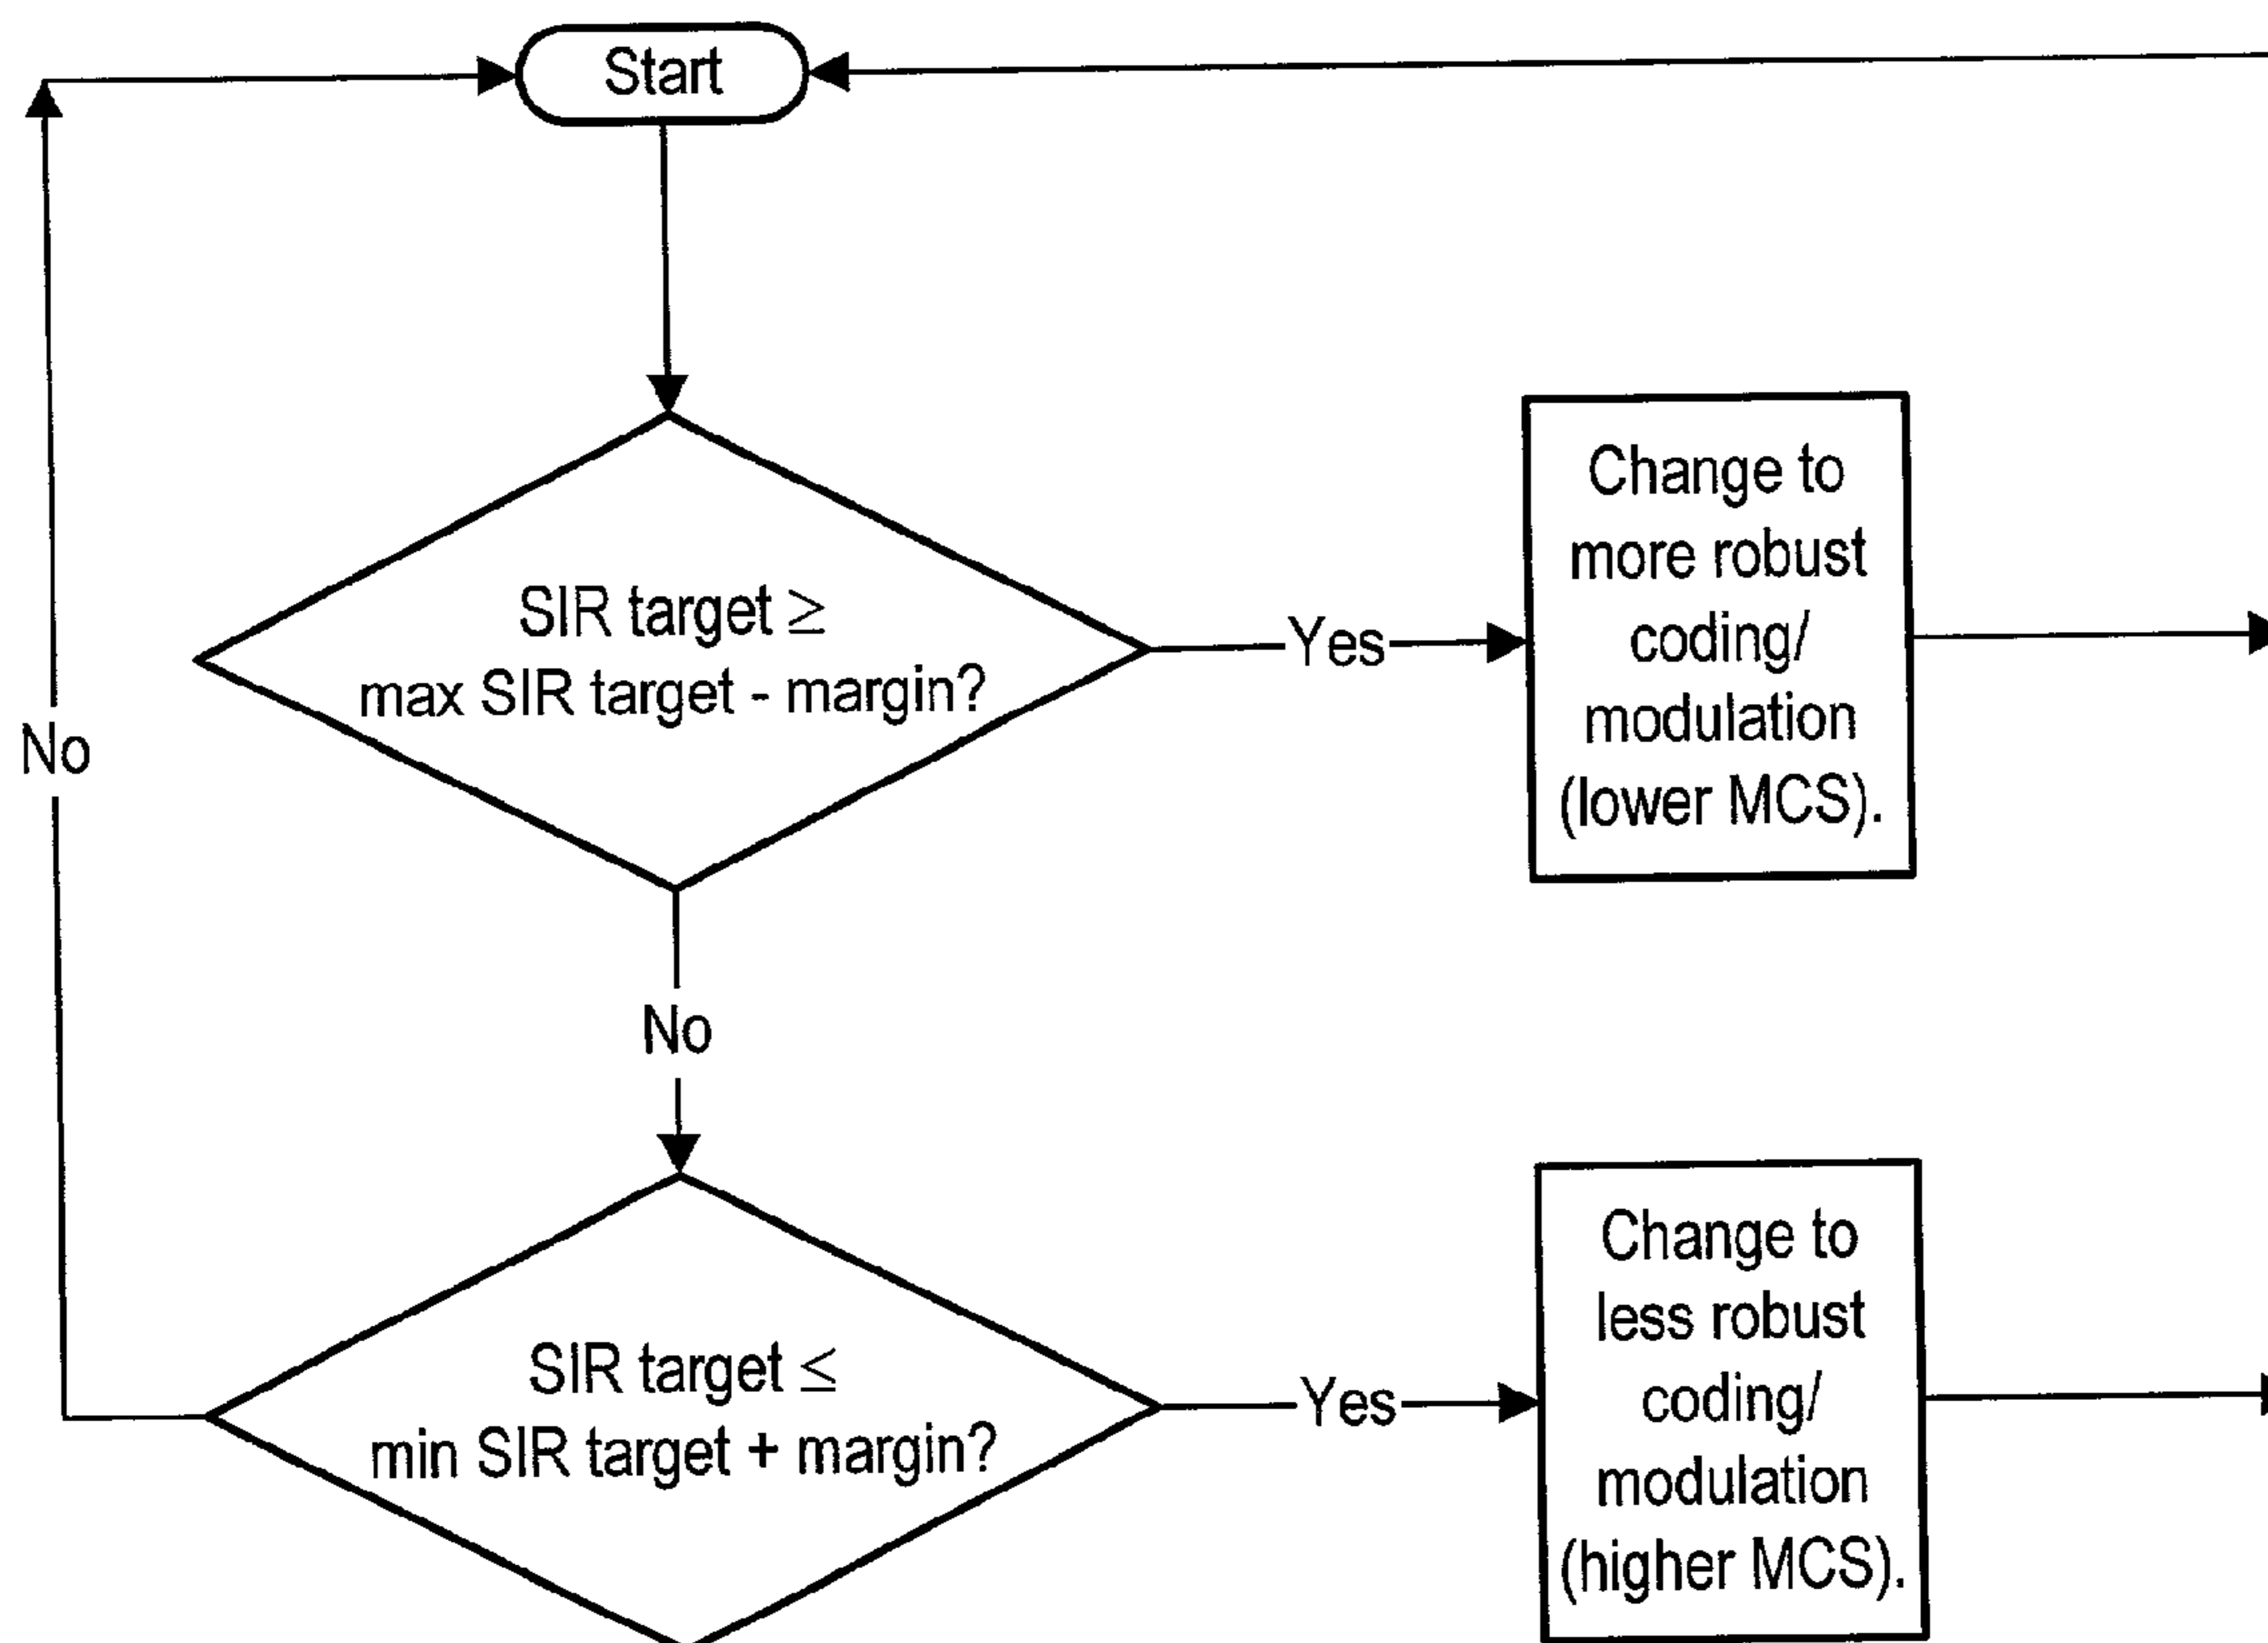 Start
SIR target ≥
max SIR target - margin?
Yes
Change to
more robust
coding/
modulation
(lower MCS).
No
No
SIR target ≤
min SIR target + margin?
Yes
Change to
less robust
coding/
modulation
(higher MCS).